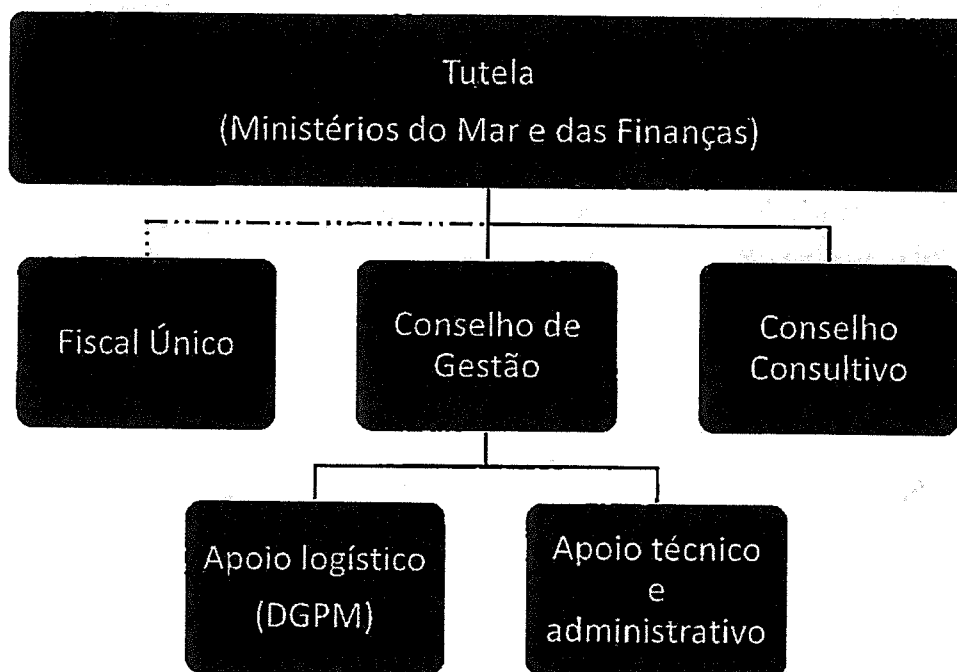 Tutela
(Ministérios do Mar e das Finanças)
Fiscal Único
Conselho de
Gestão
Conselho
Consultivo
Apoio logístico
(DGPM)
Apoio técnico
e
administrativo